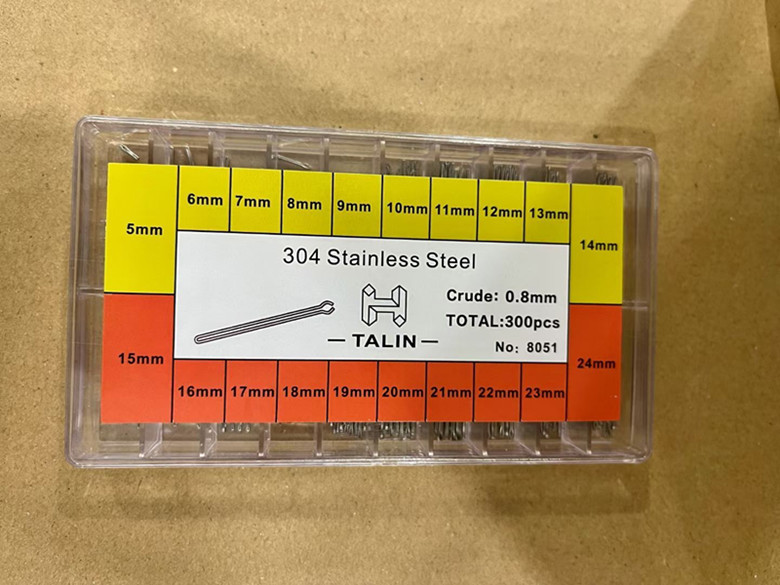 5mm
6mm
7mm
8mm
9mm
10mm
11mm
12mm
13mm
14mm
304 Stainless Steel
Crude: 0.8mm
TOTAL:300pcs
— TALIN —
No: 8051
15mm
16mm
17mm
18mm
19mm
20mm
21mm
22mm
23mm
24mm